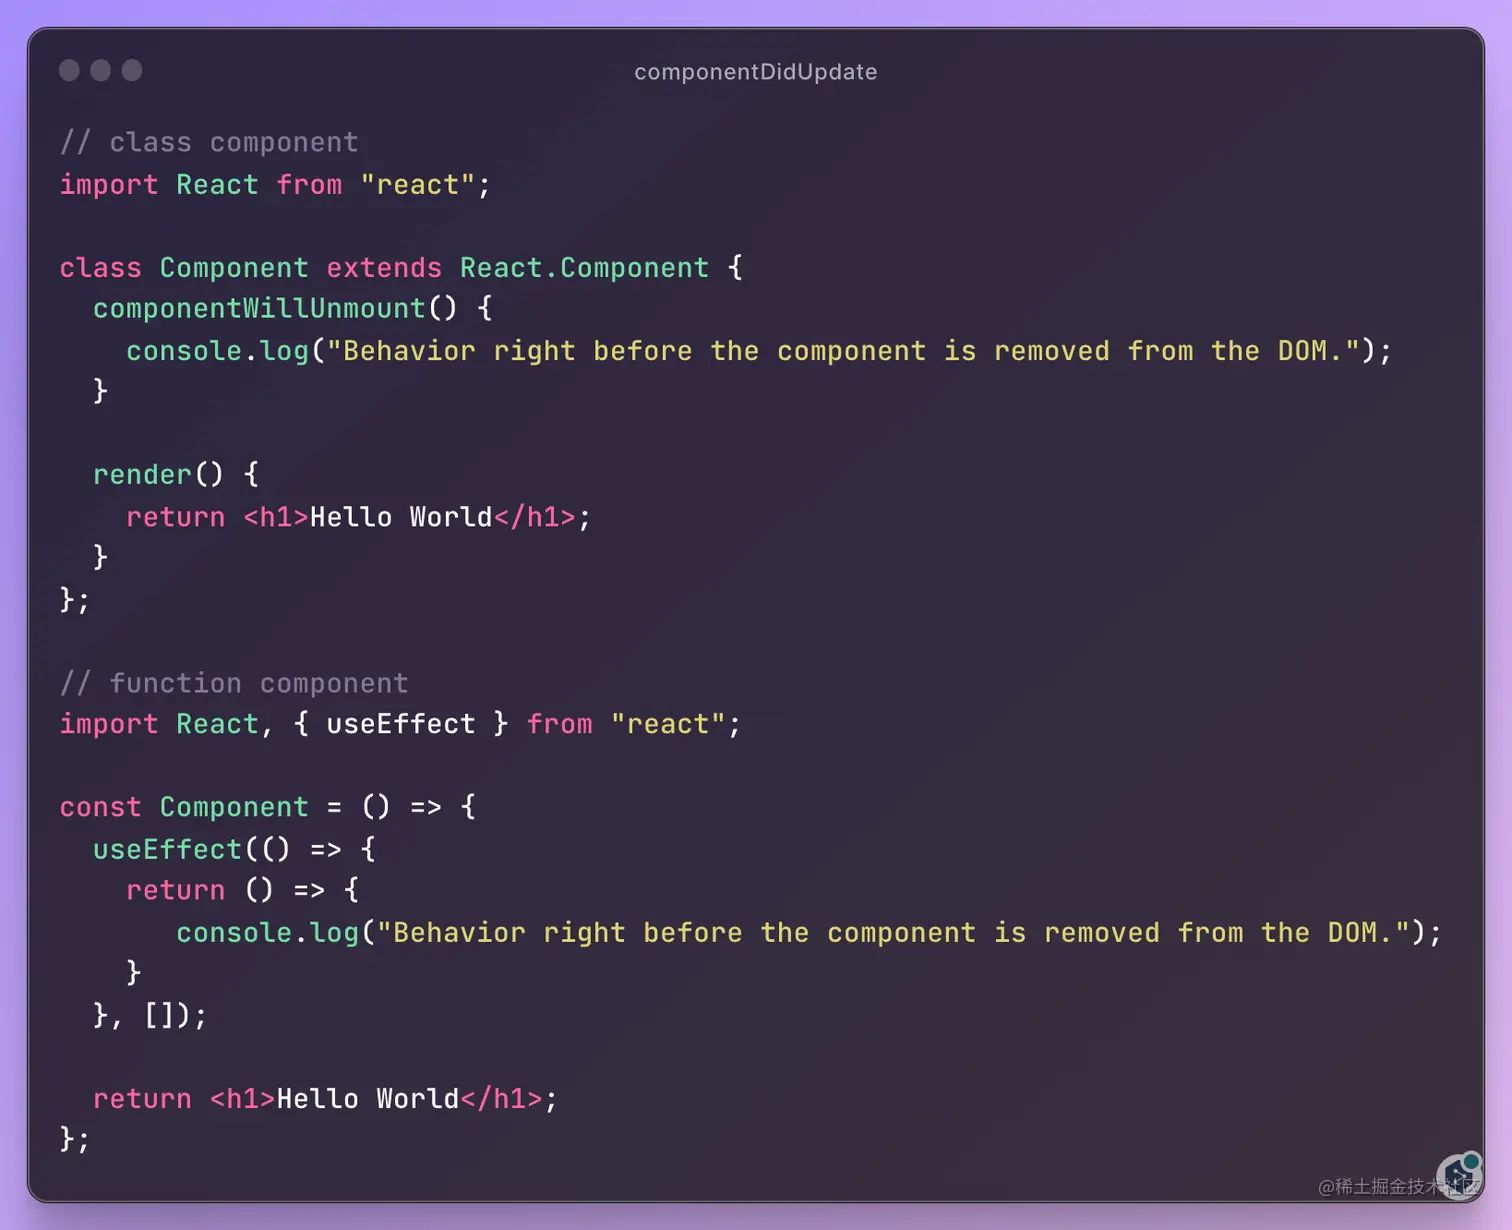 componentDidUpdate
// class component
import React from "react";
class Component extends React.Component {
  componentWillUnmount() {
    console.log("Behavior right before the component is removed from the DOM.");
  }
  render() {
    return <h1>Hello World</h1>;
  }
};
// function component
import React, { useEffect } from "react";
const Component = () => {
  useEffect(() => {
    return () => {
       console.log("Behavior right before the component is removed from the DOM.");
    }
  }, []);
  return <h1>Hello World</h1>;
};
@稀土掘金技术社区